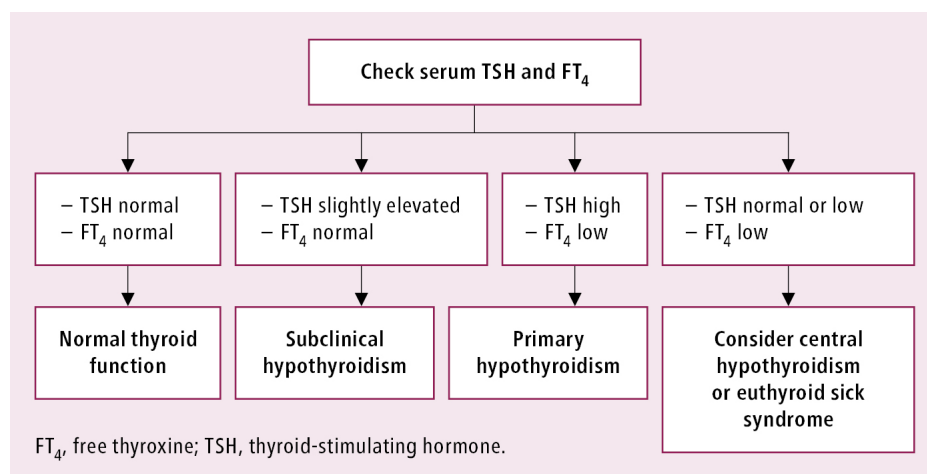 Check serum TSH and FT₄
– TSH normal
– FT₄ normal
– TSH slightly elevated
– FT₄ normal
– TSH high
– FT₄ low
– TSH normal or low
– FT₄ low
Normal thyroid
function
Subclinical
hypothyroidism
Primary
hypothyroidism
Consider central
hypothyroidism
or euthyroid sick
syndrome
FT₄, free thyroxine; TSH, thyroid-stimulating hormone.